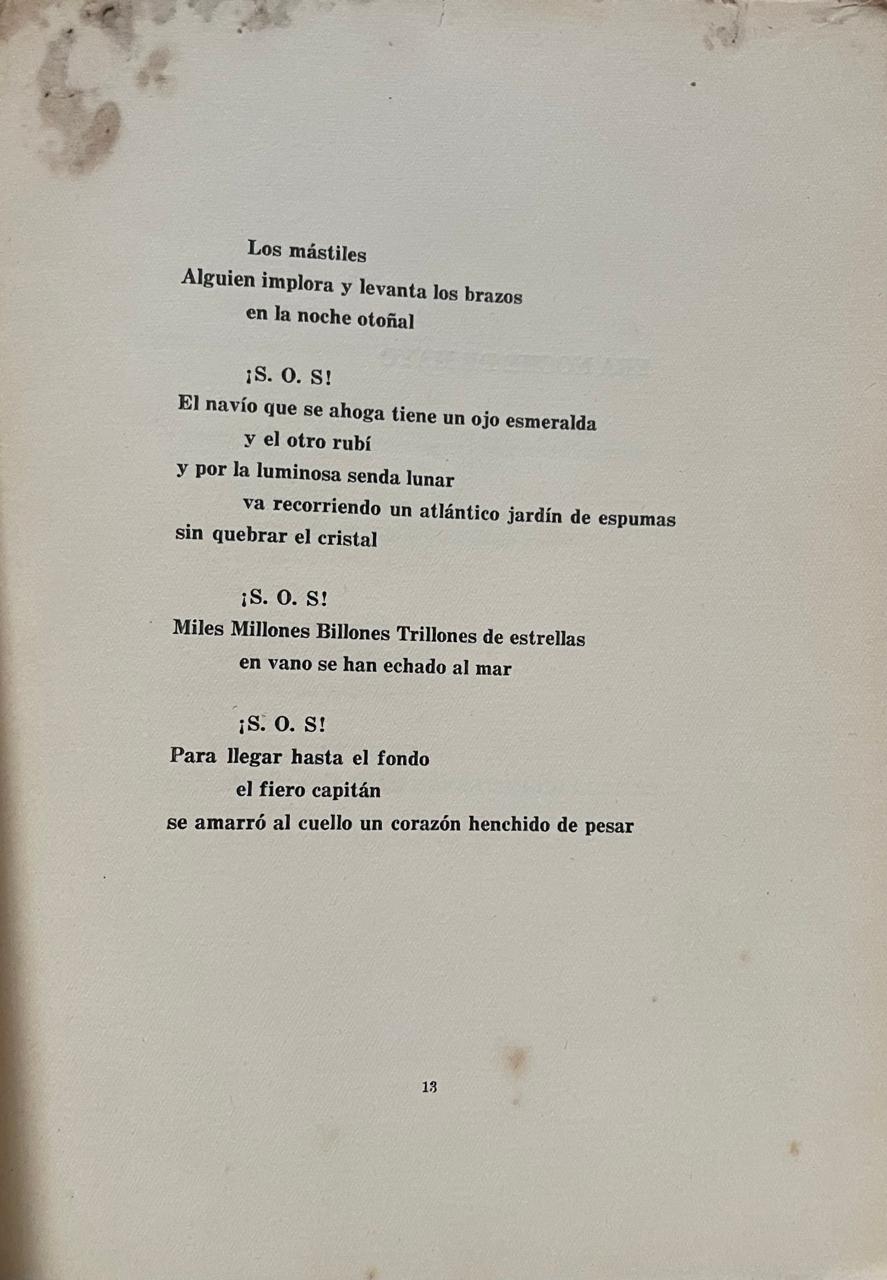 Los mástiles
Alguien implora y levanta los brazos
en la noche otoñal
¡S. O. S!
El navío que se ahoga tiene un ojo esmeralda
y el otro rubí
y por la luminosa senda lunar
va recorriendo un atlántico jardín de espumas
sin quebrar el cristal
¡S. O. S!
Miles Millones Billones Trillones de estrellas
en vano se han echado al mar
¡S. O. S!
Para llegar hasta el fondo
el fiero capitán
se amarró al cuello un corazón henchido de pesar
13